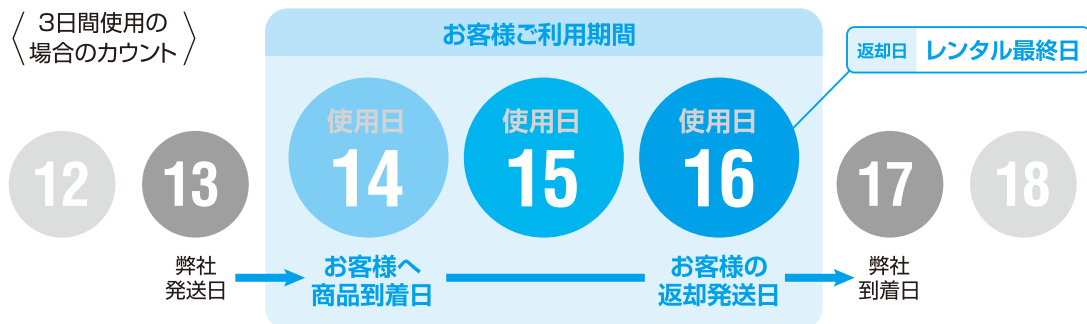 〈3日間使用の
場合のカウント〉
お客様ご利用期間
返却日 レンタル最終日
使用日 使用日 使用日
12 13 14 15 16 17 18
弊社
発送日
お客様へ
商品到着日
お客様の
返却発送日
弊社
到着日